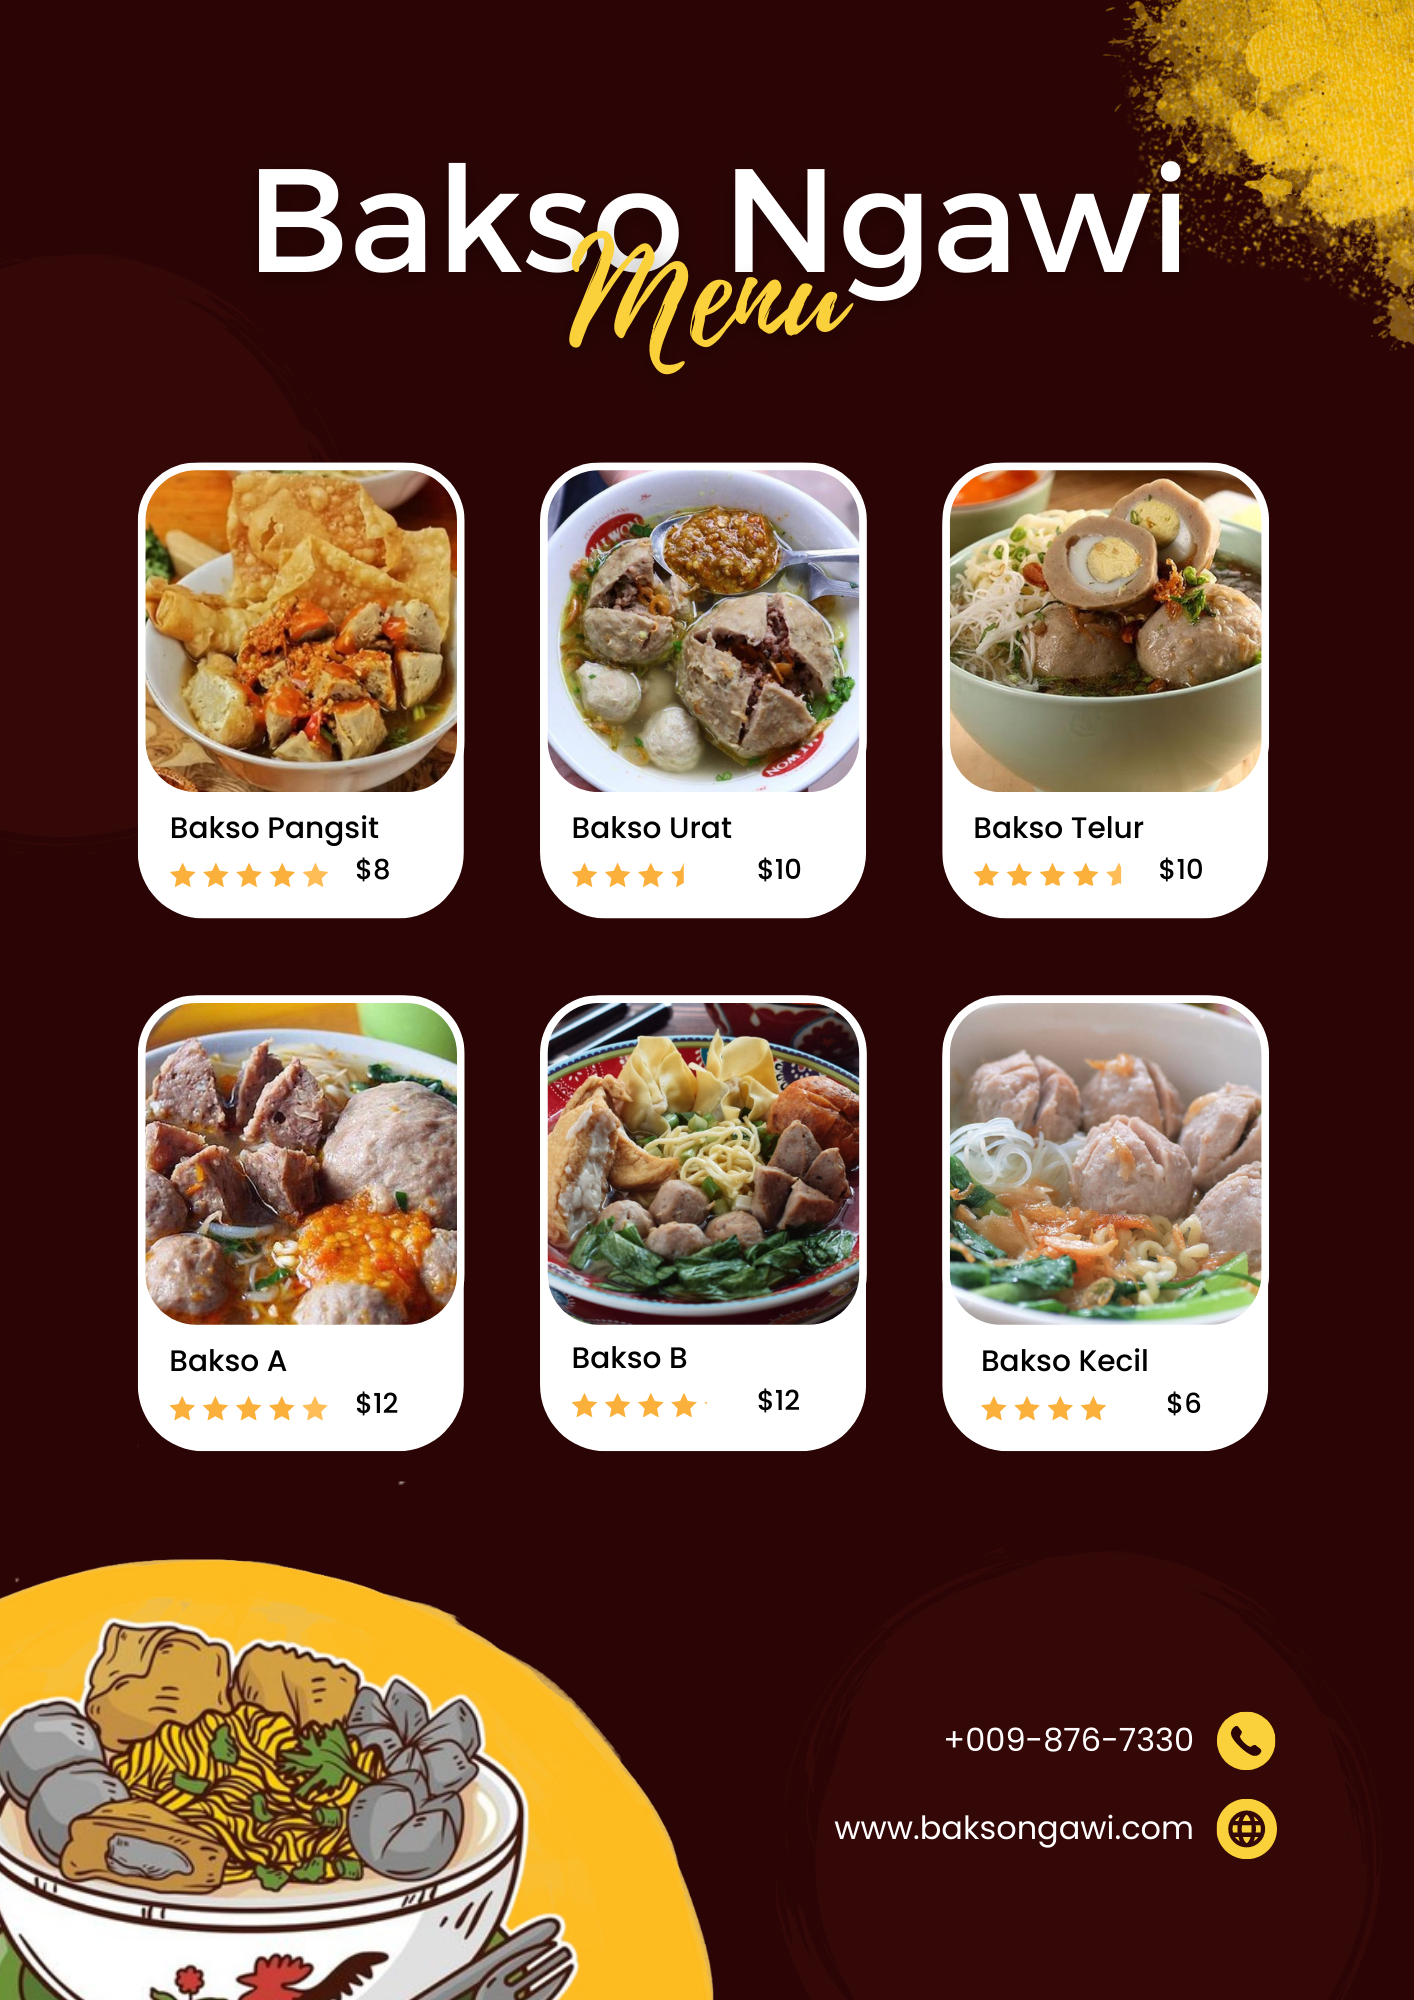 Bakso Ngawi
Menu
Bakso Pangsit
$8
Bakso Urat
$10
Bakso Telur
$10
Bakso A
$12
Bakso B
$12
Bakso Kecil
$6
+009-876-7330
www.baksongawi.com